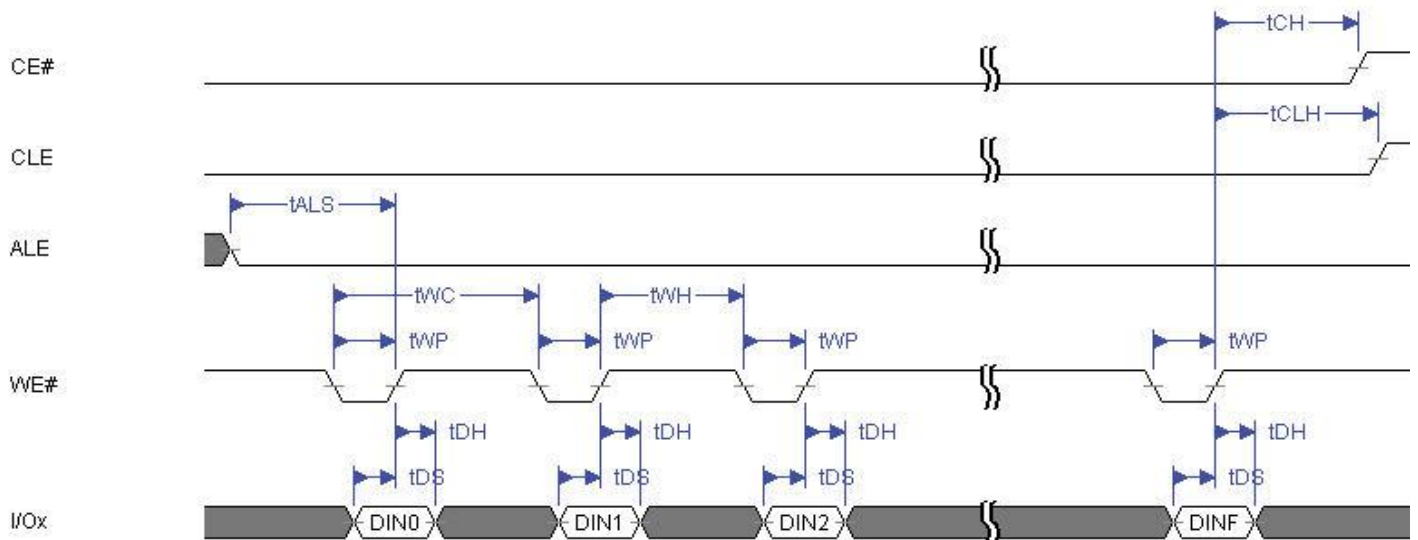 tCH
CE#
tCLH
CLE
tALS
ALE
tWC tWH
tWP tWP tWP tWP
WE#
tDH tDH tDH tDH
tDS tDS tDS tDS
I/Ox DIN0 DIN1 DIN2 DINF